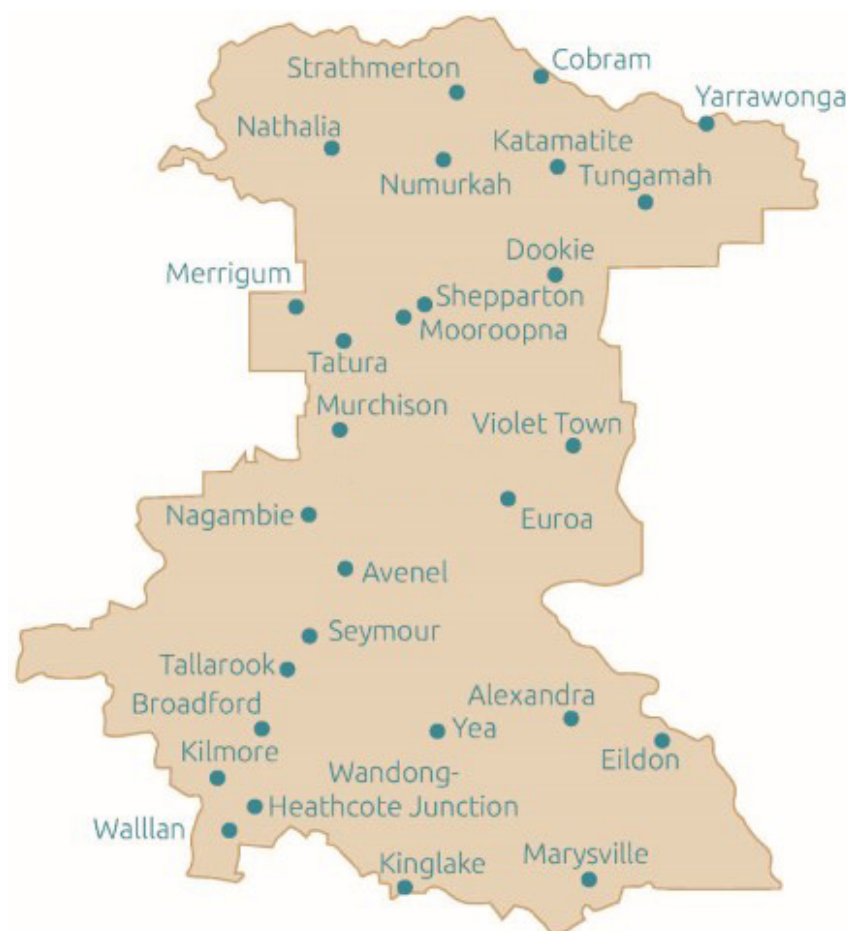 Cobram
Strathmerton
Yarrawonga
Nathalia
Katamatite
Numurkah
Tungamah
Dookie
Merrigum
Shepparton
Mooroopna
Tatura
Murchison
Violet Town
Nagambie
Euroa
Avenel
Seymour
Tallarook
Alexandra
Broadford
Yea
Kilmore
Eildon
Wandong-
Heathcote Junction
Walllan
Kinglake
Marysville